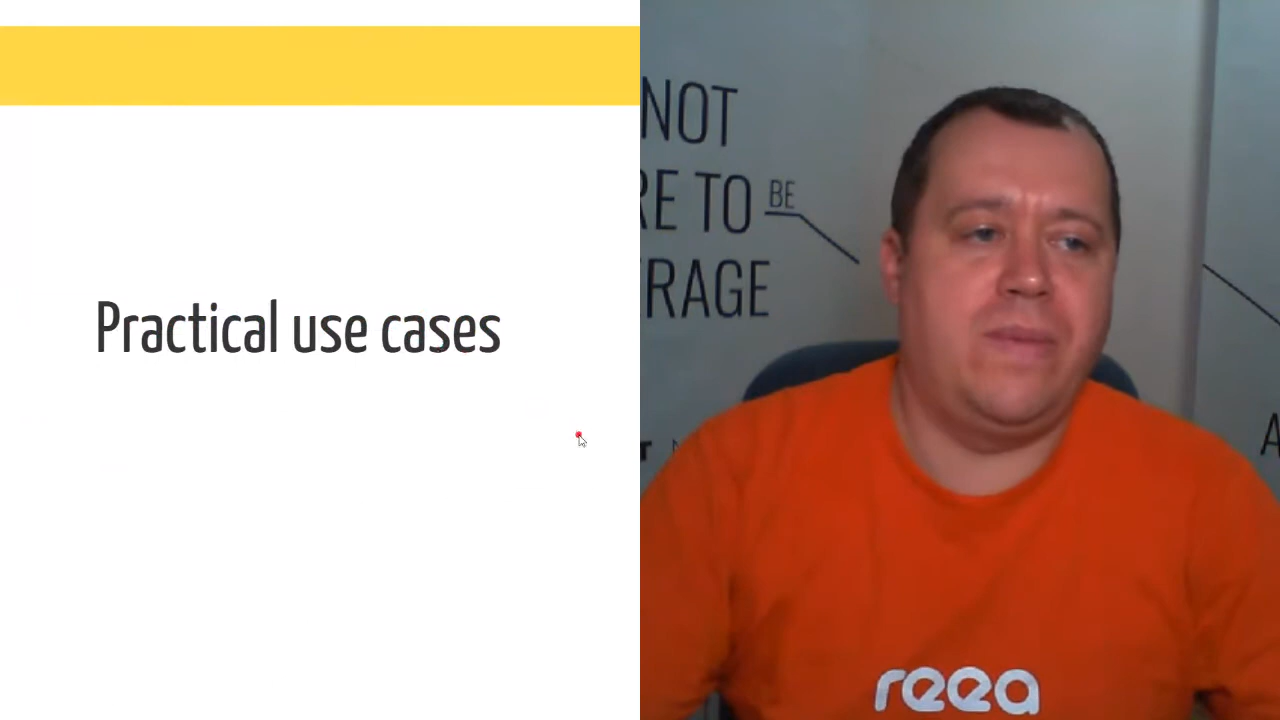 Practical use cases
NOT
RE TO BE
RAGE
A
reea